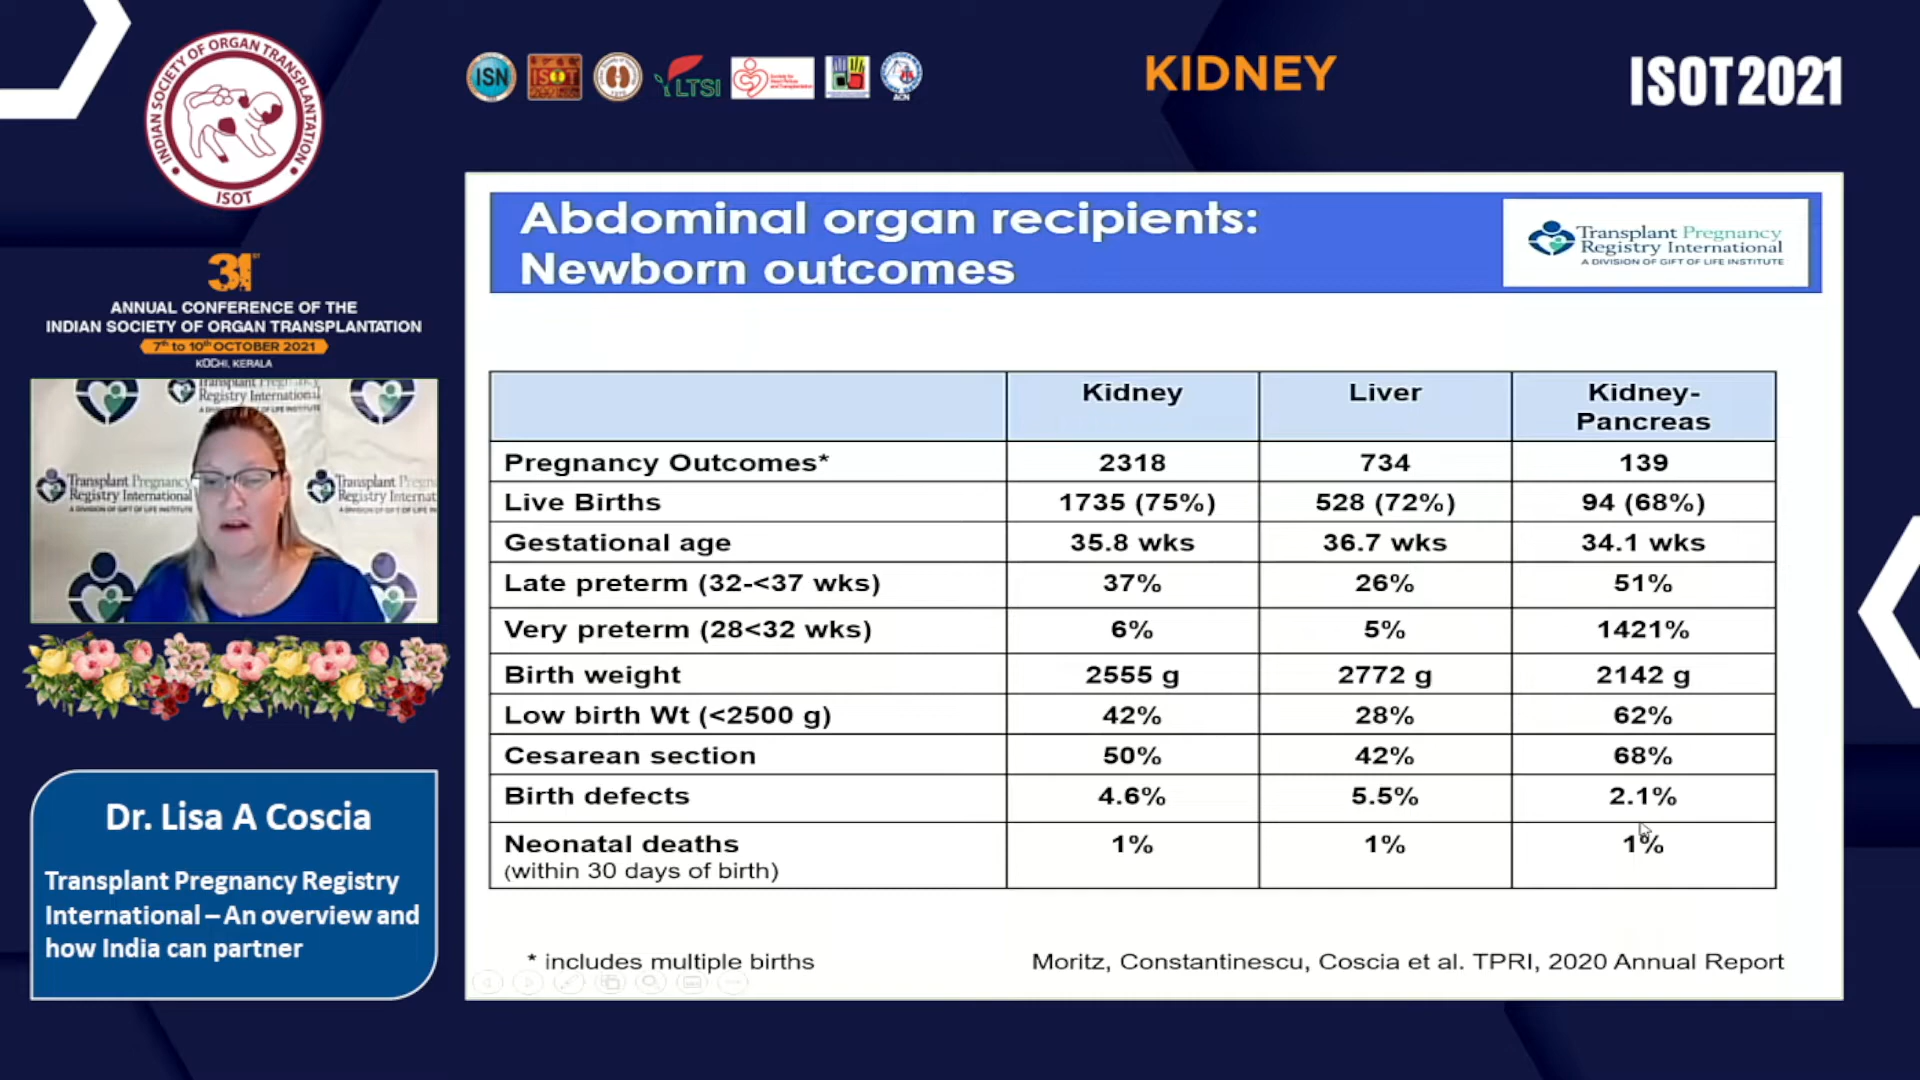 INDIAN SOCIETY OF ORGAN TRANSPLANTATION
ISOT
ISN
ISOT
LTSI
ACN
KIDNEY
ISOT2021
31ST
ANNUAL CONFERENCE OF THE
INDIAN SOCIETY OF ORGAN TRANSPLANTATION
7th to 10th OCTOBER 2021
KOCHI, KERALA
Transplant Pregnancy
Registry International
A DIVISION OF GIFT OF LIFE INSTITUTE
Dr. Lisa A Coscia
Transplant Pregnancy Registry
International – An overview and
how India can partner
Abdominal organ recipients:
Newborn outcomes
Transplant Pregnancy
Registry International
A DIVISION OF GIFT OF LIFE INSTITUTE
Kidney Liver Kidney-
Pancreas
Pregnancy Outcomes* 2318 734 139
Live Births 1735 (75%) 528 (72%) 94 (68%)
Gestational age 35.8 wks 36.7 wks 34.1 wks
Late preterm (32-<37 wks) 37% 26% 51%
Very preterm (28<32 wks) 6% 5% 1421%
Birth weight 2555 g 2772 g 2142 g
Low birth Wt (<2500 g) 42% 28% 62%
Cesarean section 50% 42% 68%
Birth defects 4.6% 5.5% 2.1%
Neonatal deaths 1% 1% 1%
(within 30 days of birth)
* includes multiple births
Moritz, Constantinescu, Coscia et al. TPRI, 2020 Annual Report